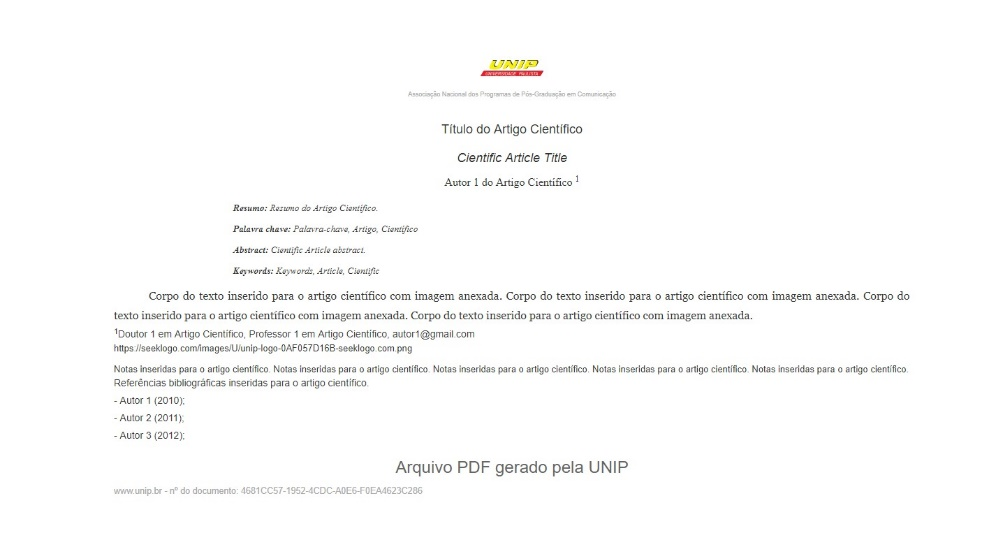 UNIP
UNIVERSIDADE PAULISTA
Associação Nacional dos Programas de Pós-Graduação em Comunicação
Título do Artigo Científico
Cientific Article Title
Autor 1 do Artigo Científico 1
Resumo: Resumo do Artigo Científico.
Palavra chave: Palavra-chave, Artigo, Científico
Abstract: Cientific Article abstract.
Keywords: Keywords, Article, Cientific
Corpo do texto inserido para o artigo científico com imagem anexada. Corpo do texto inserido para o artigo científico com imagem anexada. Corpo do
texto inserido para o artigo científico com imagem anexada. Corpo do texto inserido para o artigo científico com imagem anexada.
1Doutor 1 em Artigo Científico, Professor 1 em Artigo Científico, autor1@gmail.com
https://seeklogo.com/images/U/unip-logo-0AF057D16B-seeklogo.com.png
Notas inseridas para o artigo científico. Notas inseridas para o artigo científico. Notas inseridas para o artigo científico. Notas inseridas para o artigo científico. Notas inseridas para o artigo científico.
Referências bibliográficas inseridas para o artigo científico.
- Autor 1 (2010);
- Autor 2 (2011);
- Autor 3 (2012);
Arquivo PDF gerado pela UNIP
www.unip.br - nº do documento: 4681CC57-1952-4CDC-A0E6-F0EA4623C286